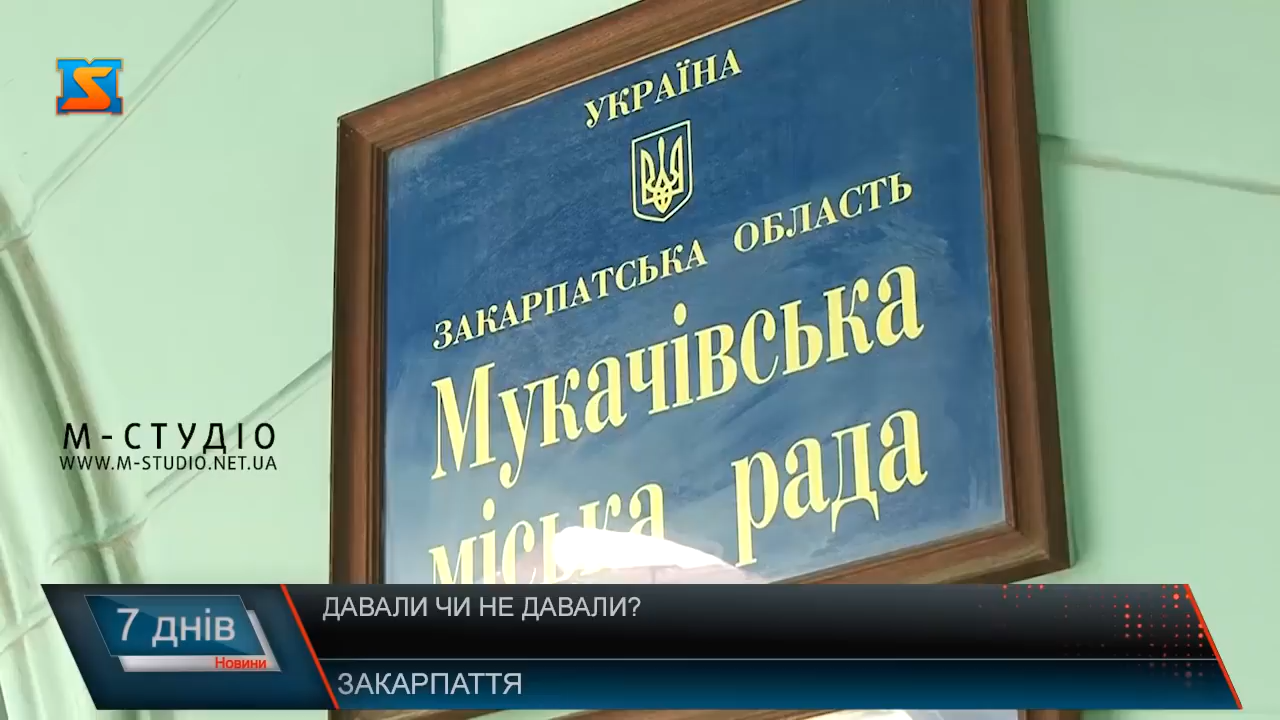 УКРАЇНА
ЗАКАРПАТСЬКА ОБЛАСТЬ
Мукачівська
міська рада
М-СТУДІО
WWW.M-STUDIO.NET.UA
7 днів
Новини
ДАВАЛИ ЧИ НЕ ДАВАЛИ?
ЗАКАРПАТТЯ